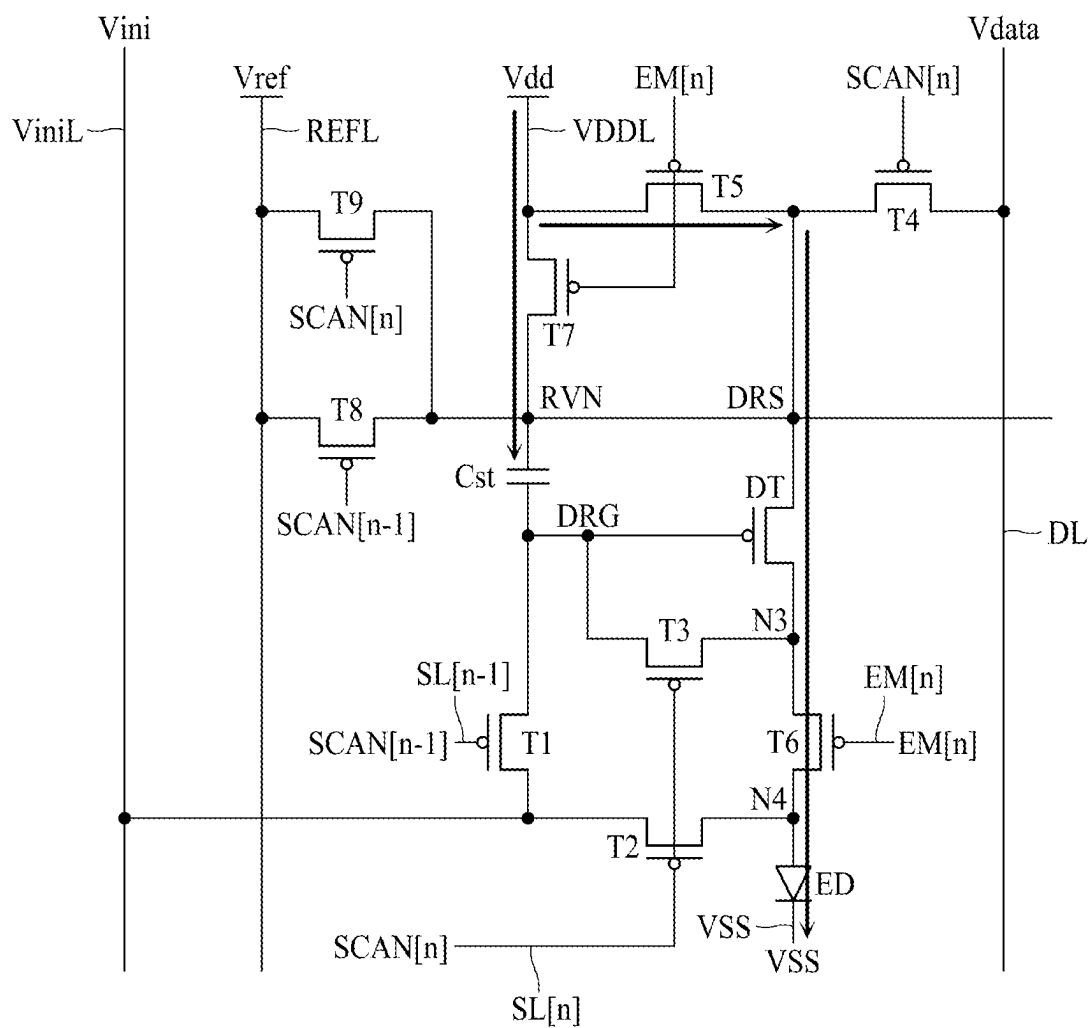 Vini
Vdata
Vref
Vdd
EM[n]
SCAN[n]
ViniL
REFL
VDDL
T5
T9
T4
SCAN[n]
T7
T8
RVN
DRS
Cst
DT
SCAN[n-1]
DRG
DL
T3
N3
SL[n-1]
EM[n]
SCAN[n-1]
T1
T6
EM[n]
N4
T2
ED
VSS
SCAN[n]
VSS
SL[n]